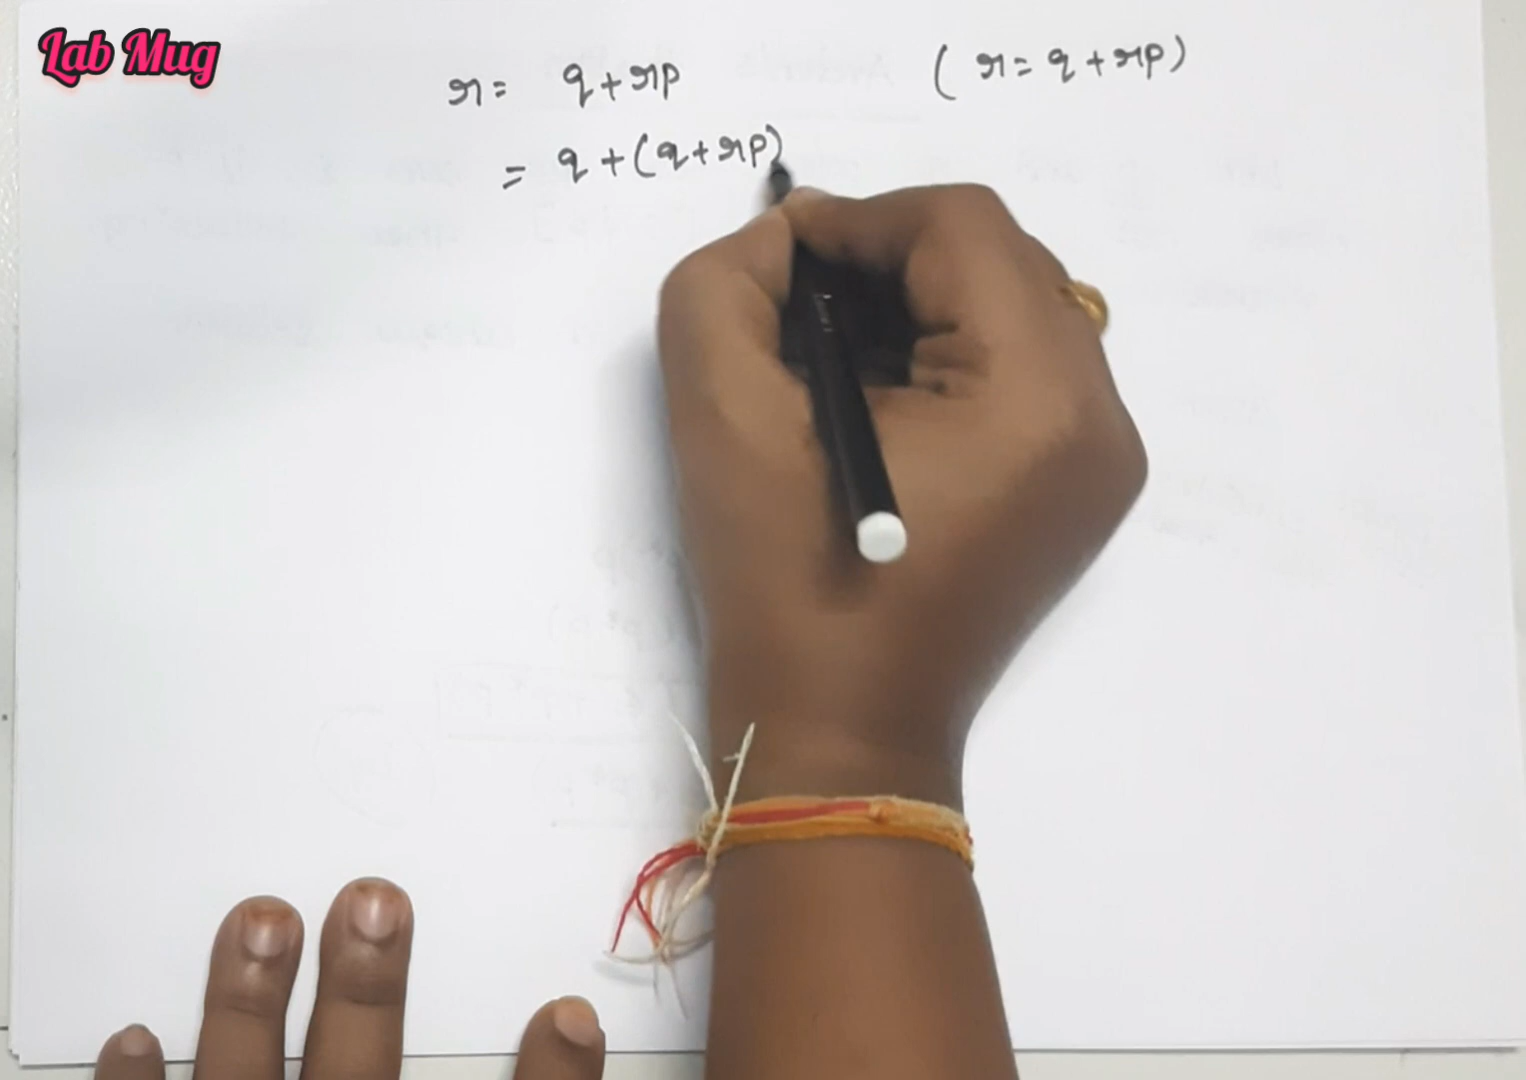 Lab Mug
r = q + rp ( r = q + rp )
= q + (q + rp)